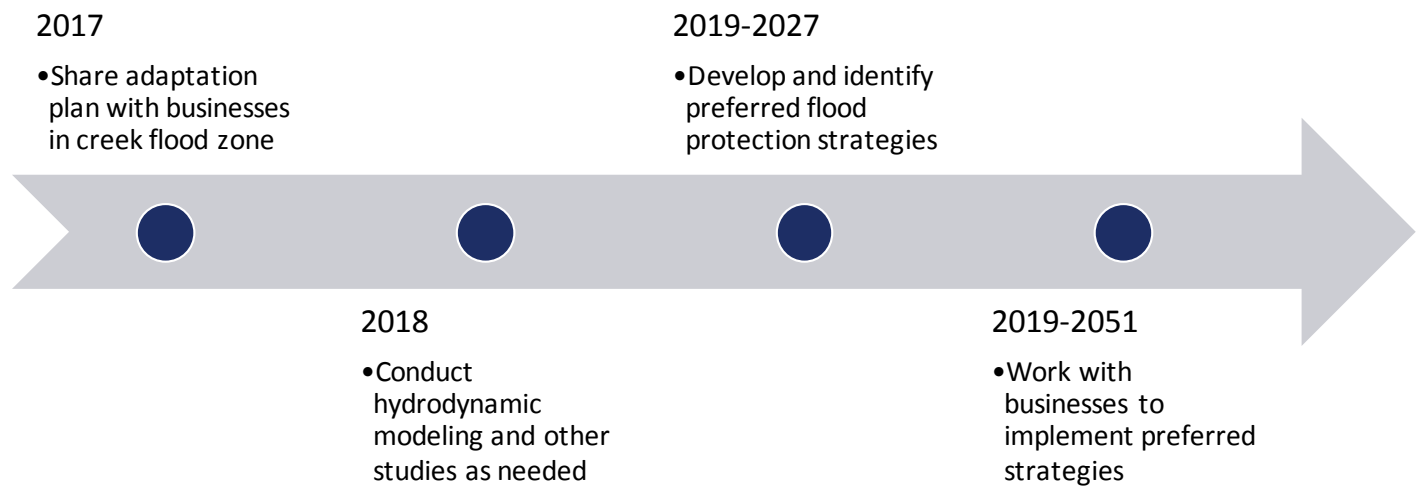 2017
•Share adaptation
plan with businesses
in creek flood zone
2018
•Conduct
hydrodynamic
modeling and other
studies as needed
2019-2027
•Develop and identify
preferred flood
protection strategies
2019-2051
•Work with
businesses to
implement preferred
strategies